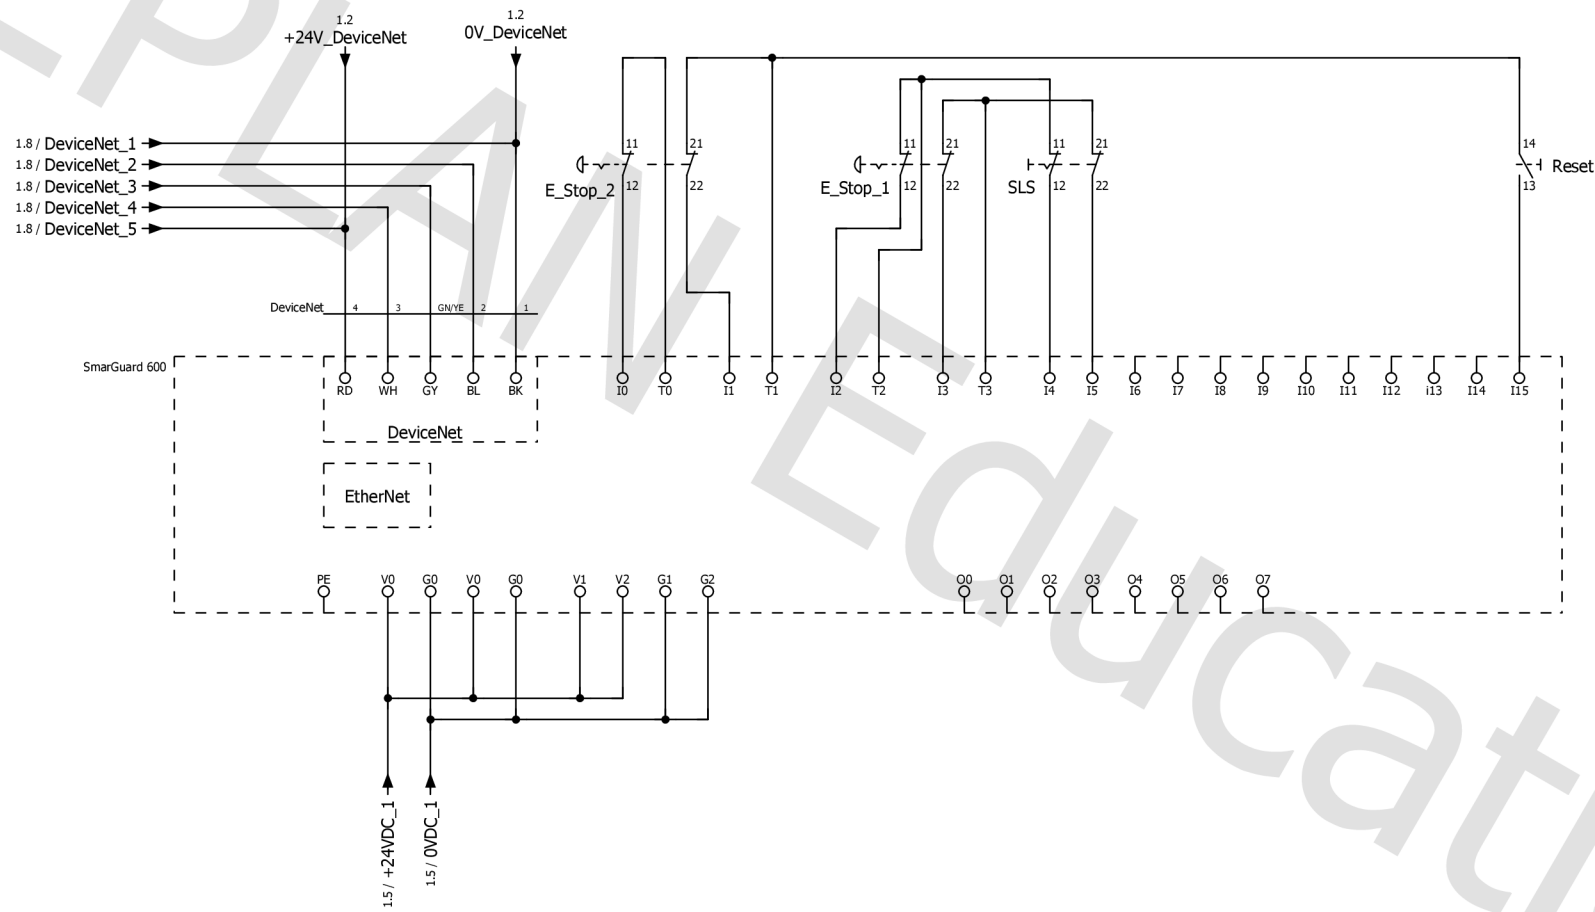 1.2
+24V_DeviceNet
1.2
0V_DeviceNet
1.8 / DeviceNet_1
1.8 / DeviceNet_2
1.8 / DeviceNet_3
1.8 / DeviceNet_4
1.8 / DeviceNet_5
11 21 11 21 11 21 14
12 22 12 22 12 22 13
E_Stop_2 E_Stop_1 SLS Reset
DeviceNet 4 3 GN/YE 2 1
SmarGuard 600
RD WH GY BL BK I0 T0 I1 T1 I2 T2 I3 T3 I4 I5 I6 I7 I8 I9 I10 I11 I12 i13 I14 I15
DeviceNet
EtherNet
PE V0 G0 V0 G0 V1 V2 G1 G2 O0 O1 O2 O3 O4 O5 O6 O7
1.5 / +24VDC_1
1.5 / 0VDC_1
-PLAN Educati